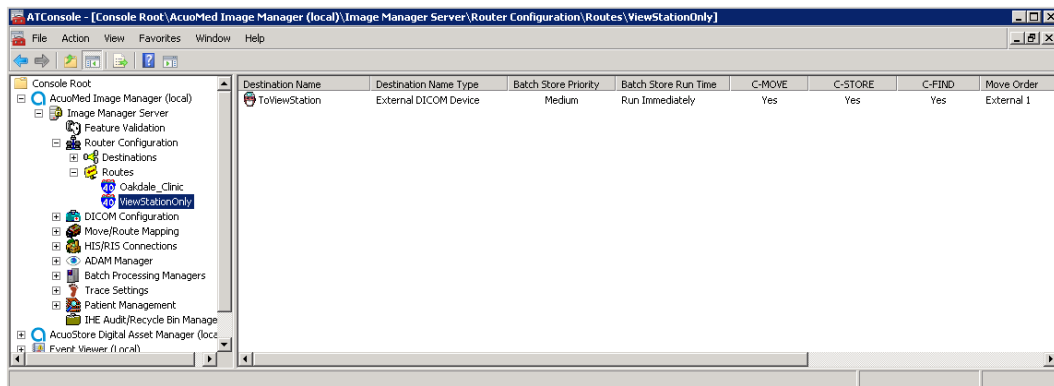 ATConsole - [Console Root\AcuoMed Image Manager (local)\Image Manager Server\Router Configuration\Routes\ViewStationOnly]
File Action View Favorites Window Help
Console Root
AcuoMed Image Manager (local)
Image Manager Server
Feature Validation
Router Configuration
Destinations
Routes
Oakdale_Clinic
ViewStationOnly
DICOM Configuration
Move/Route Mapping
HIS/RIS Connections
ADAM Manager
Batch Processing Managers
Trace Settings
Patient Management
IHE Audit/Recycle Bin Manage
AcuoStore Digital Asset Manager (loca
Event Viewer (Local)
Destination Name Destination Name Type Batch Store Priority Batch Store Run Time C-MOVE C-STORE C-FIND Move Order
ToViewStation External DICOM Device Medium Run Immediately Yes Yes Yes External 1